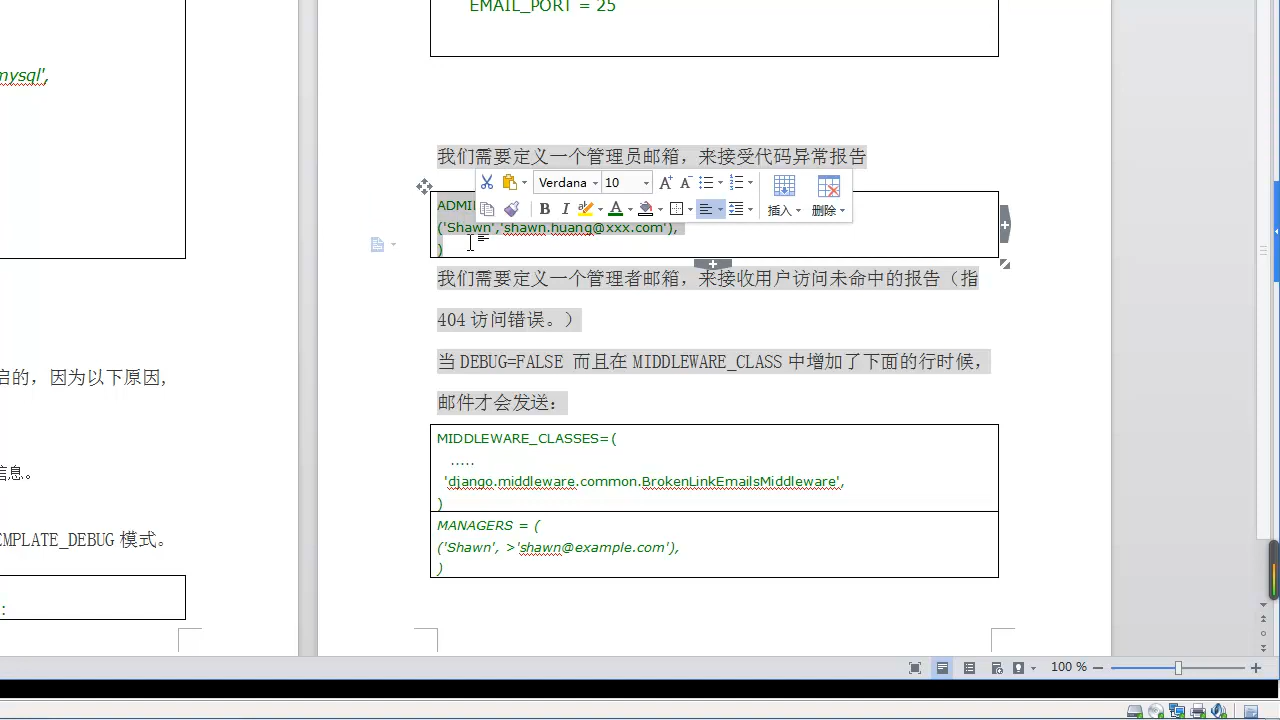 EMAIL_PORT = 25
mysql',
我们需要定义一个管理员邮箱，来接受代码异常报告
Verdana 10
B I A 插入 删除
('Shawn','shawn.huang@xxx.com'),
)
我们需要定义一个管理者邮箱，来接收用户访问未命中的报告（指
404 访问错误。）
当 DEBUG=FALSE 而且在 MIDDLEWARE_CLASS 中增加了下面的行时候，
邮件才会发送：
启的，因为以下原因，
MIDDLEWARE_CLASSES=(
.....
'django.middleware.common.BrokenLinkEmailsMiddleware',
)
信息。
MANAGERS = (
('Shawn', >'shawn@example.com'),
)
EMPLATE_DEBUG 模式。
:
100 %